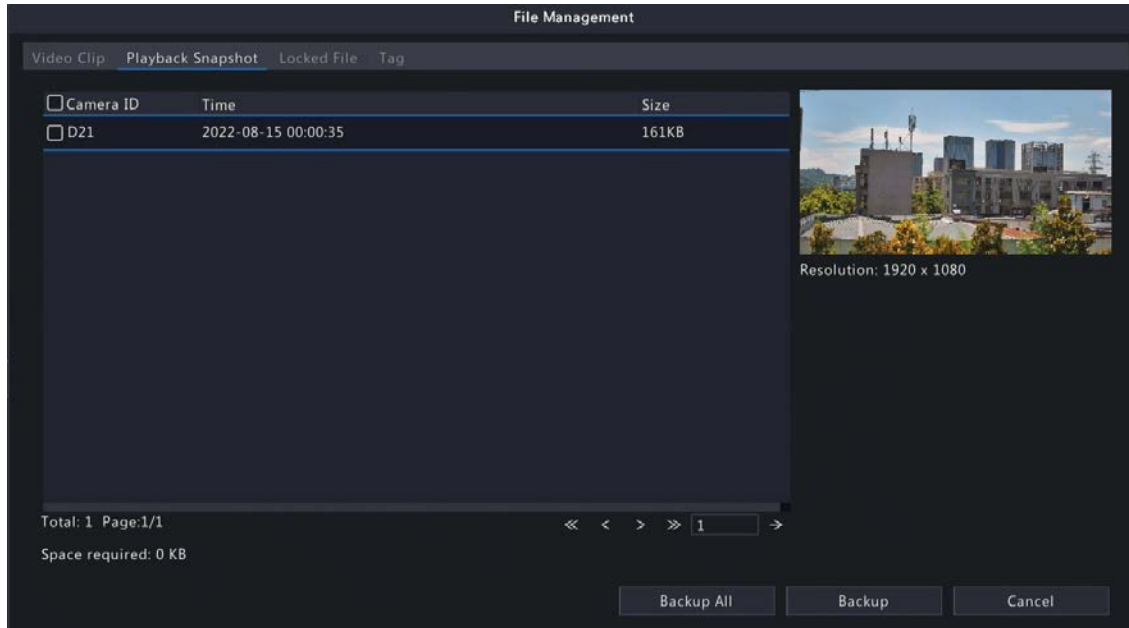 File Management
Video Clip Playback Snapshot Locked File Tag
Camera ID Time Size
D21 2022-08-15 00:00:35 161KB
Resolution: 1920 x 1080
Total: 1 Page:1/1
≪ < > ≫ 1 →
Space required: 0 KB
Backup All Backup Cancel